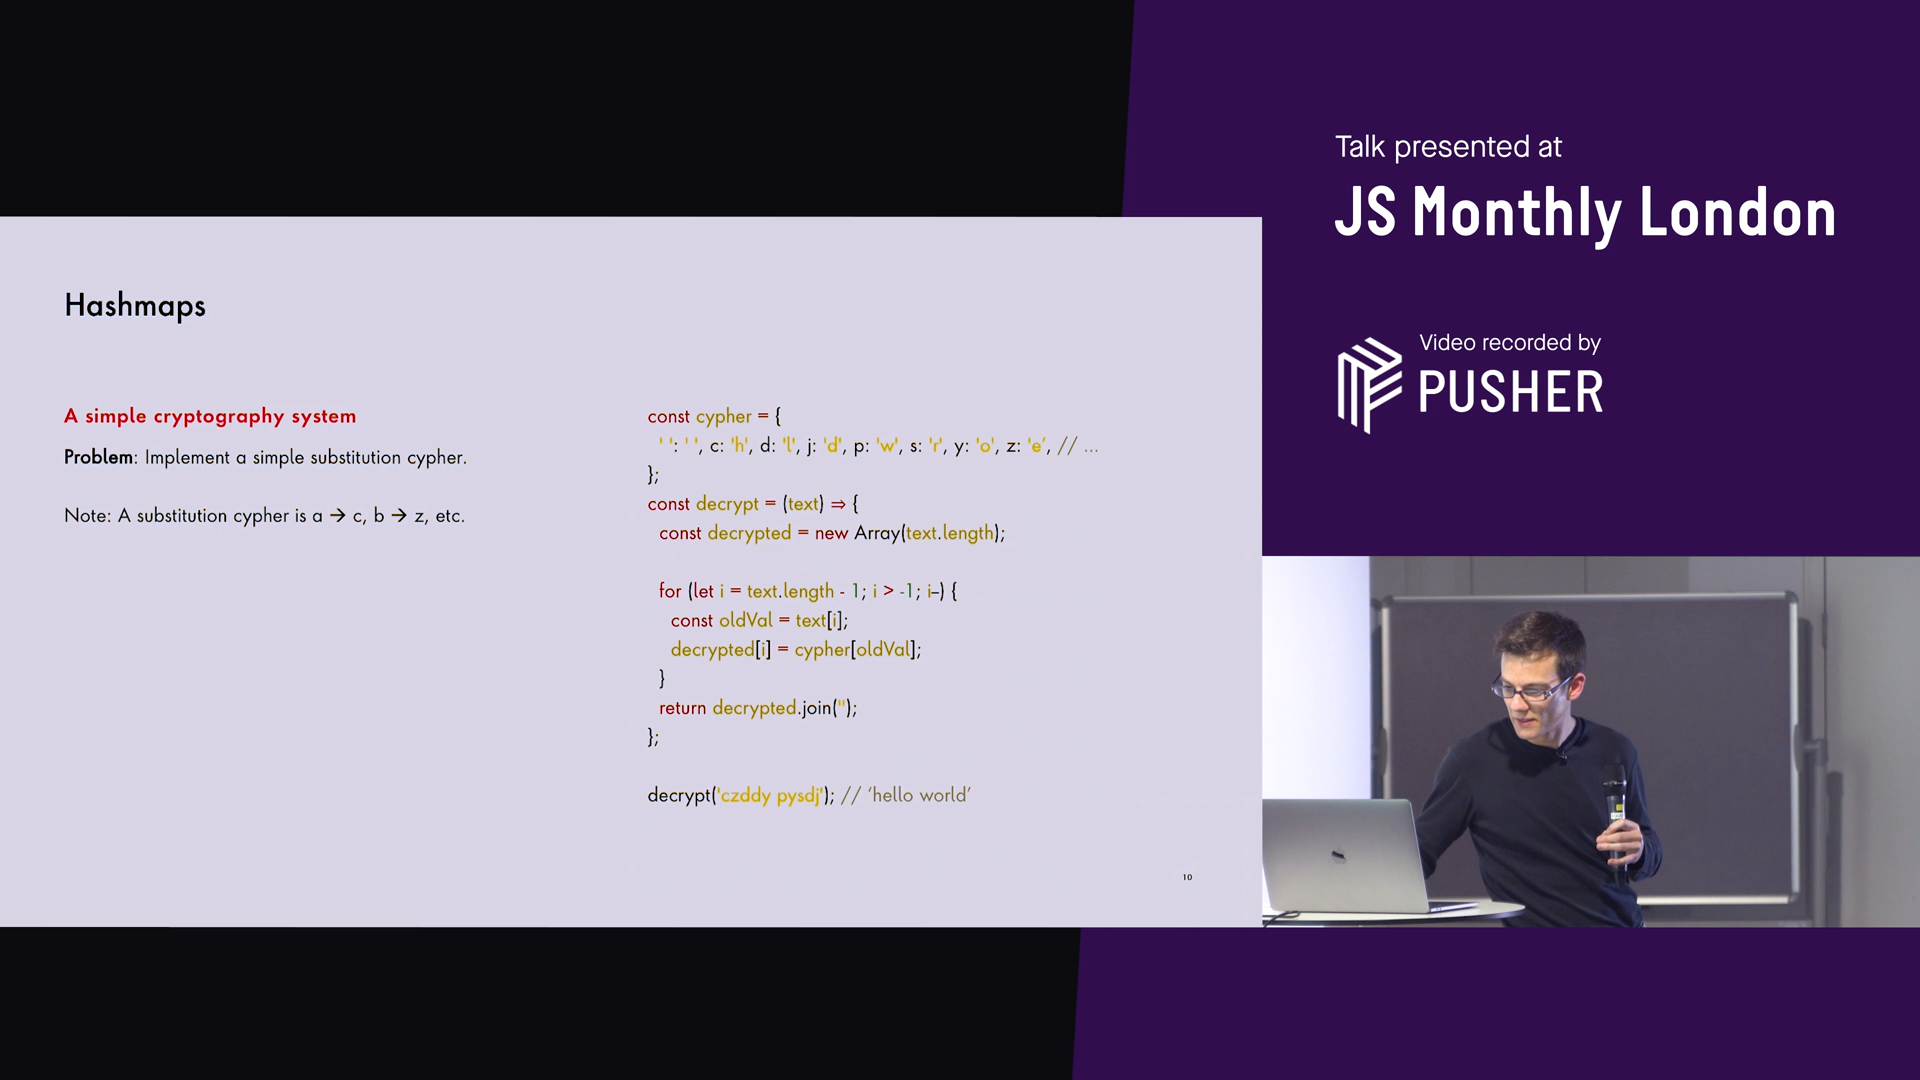 Talk presented at
JS Monthly London
Video recorded by
PUSHER
Hashmaps
A simple cryptography system
Problem: Implement a simple substitution cypher.
Note: A substitution cypher is a → c, b → z, etc.
const cypher = {
' ': ' ', c: 'h', d: 'l', j: 'd', p: 'w', s: 'r', y: 'o', z: 'e', // ...
};
const decrypt = (text) ⇒ {
const decrypted = new Array(text.length);
for (let i = text.length - 1; i > -1; i--) {
const oldVal = text[i];
decrypted[i] = cypher[oldVal];
}
return decrypted.join('');
};
decrypt('czddy pysdj'); // 'hello world'
10